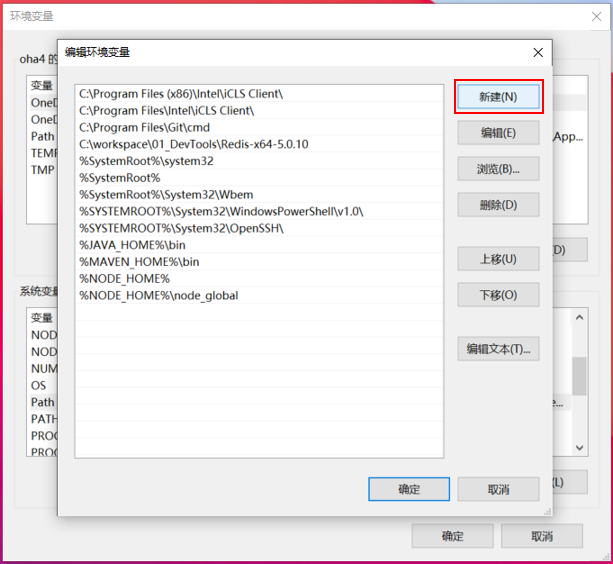 环境变量
oha4 的
编辑环境变量
变量
OneD
OneD
Path
TEMP
TMP
C:\Program Files (x86)\Intel\iCLS Client\
C:\Program Files\Intel\iCLS Client\
C:\Program Files\Git\cmd
C:\workspace\01_DevTools\Redis-x64-5.0.10
%SystemRoot%\system32
%SystemRoot%
%SystemRoot%\System32\Wbem
%SYSTEMROOT%\System32\WindowsPowerShell\v1.0\
%SYSTEMROOT%\System32\OpenSSH\
%JAVA_HOME%\bin
%MAVEN_HOME%\bin
%NODE_HOME%
%NODE_HOME%\node_global
新建(N)
编辑(E)
浏览(B)...
删除(D)
上移(U)
下移(O)
编辑文本(T)...
App...
D)
系统变量
变量
NOD
NOD
NUM
OS
Path
PATH
PROC
PROC
e...
(L)
确定
取消
确定
取消